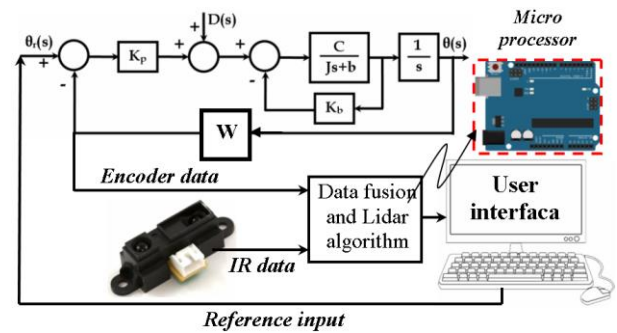 D(s)
Micro
processor
θr(s)
+
-
Kp
+
+
+
-
C
Js+b
1
s
θ(s)
Kb
W
Encoder data
Data fusion
and Lidar
algorithm
User
interfaca
IR data
Reference input